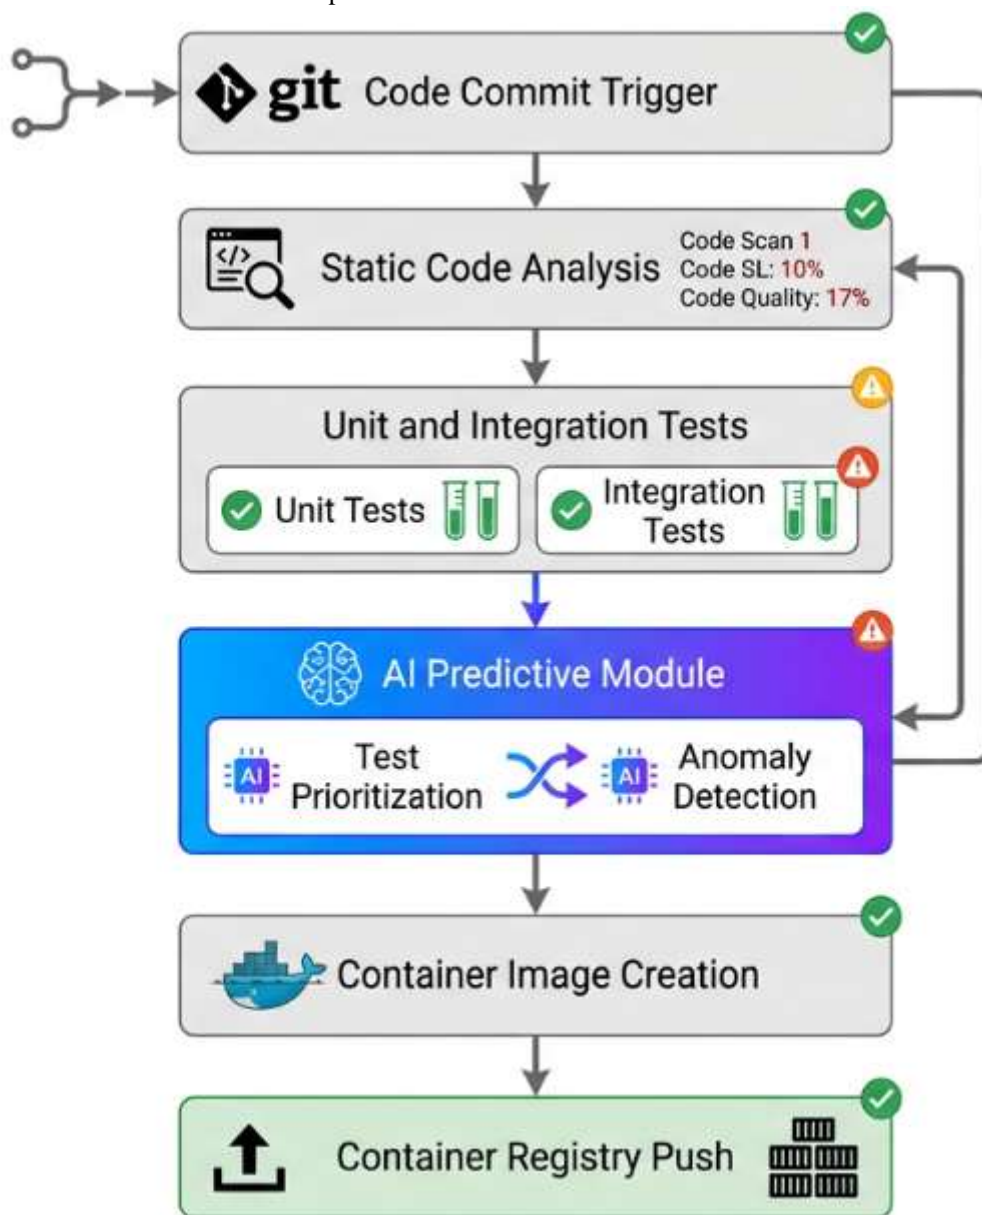 git Code Commit Trigger
Static Code Analysis
Code Scan 1
Code SL: 10%
Code Quality: 17%
Unit and Integration Tests
Unit Tests
Integration
Tests
AI Predictive Module
AI
Test
Prioritization
AI
Anomaly
Detection
Container Image Creation
Container Registry Push